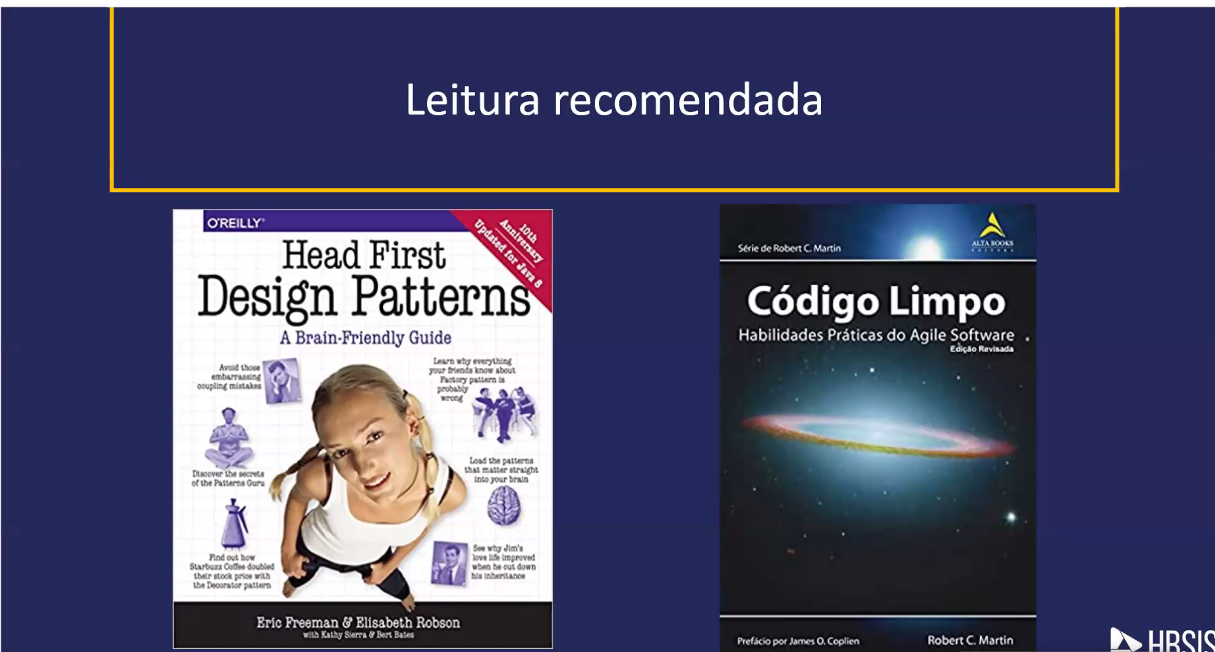 Leitura recomendada
O'REILLY®
10th
Anniversary
Updated for Java 8
Head First
Design Patterns
A Brain-Friendly Guide
Avoid those
embarrassing
coupling mistakes
Learn why everything
your friends know about
Factory pattern is
probably
wrong
Discover the secrets
of the Patterns Guru
Load the patterns
that matter straight
into your brain
Find out how
Starbuzz Coffee doubled
their stock price with
the Decorator pattern
See why Jim's
love life improved
when he cut down
his inheritance
Eric Freeman & Elisabeth Robson
with Kathy Sierra & Bert Bates
Série de Robert C. Martin
ALTA BOOKS
EDITORA
Código Limpo
Habilidades Práticas do Agile Software
Edição Revisada
Prefácio por James O. Coplien
Robert C. Martin
HBSIS